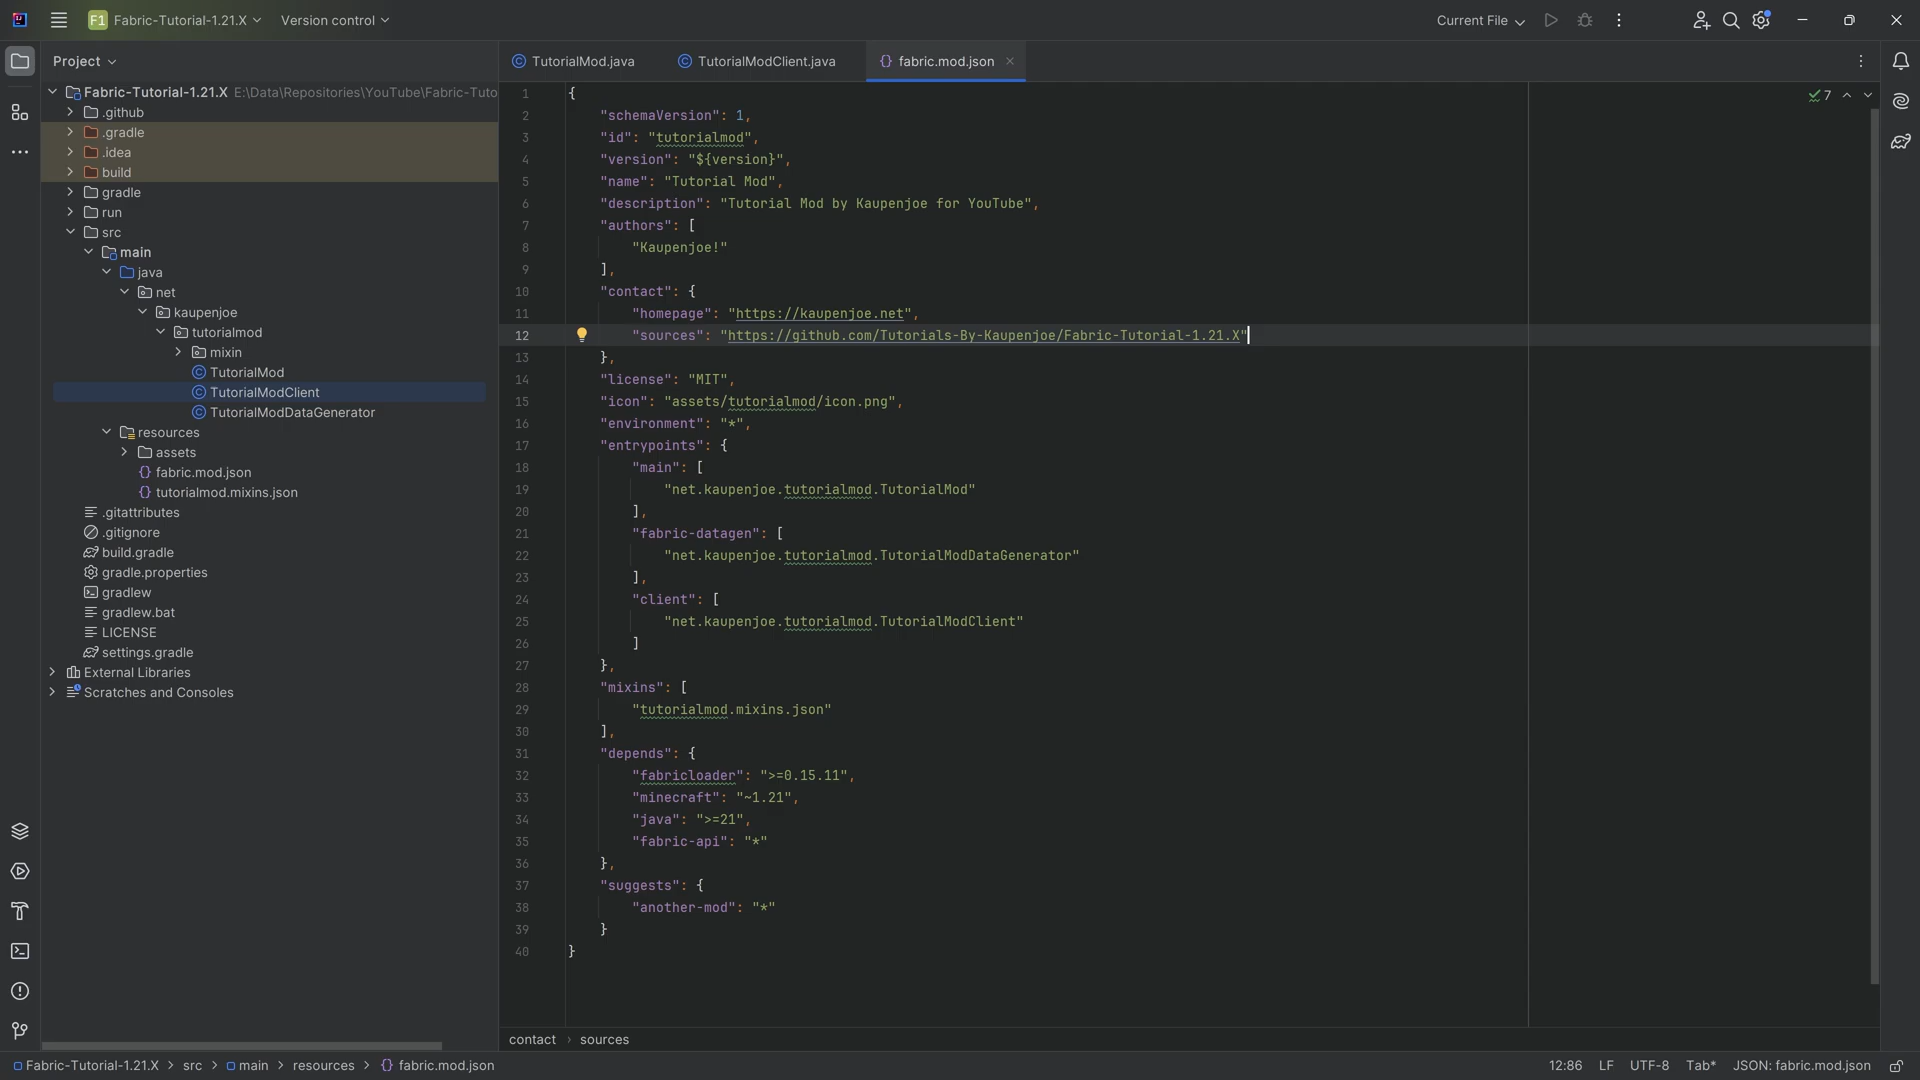 F1 Fabric-Tutorial-1.21.X Version control Current File
Project
Fabric-Tutorial-1.21.X E:\Data\Repositories\YouTube\Fabric-Tuto
.github
.gradle
.idea
build
gradle
run
src
main
java
net
kaupenjoe
tutorialmod
mixin
TutorialMod
TutorialModClient
TutorialModDataGenerator
resources
assets
fabric.mod.json
tutorialmod.mixins.json
.gitattributes
.gitignore
build.gradle
gradle.properties
gradlew
gradlew.bat
LICENSE
settings.gradle
External Libraries
Scratches and Consoles
TutorialMod.java TutorialModClient.java fabric.mod.json
7
1 {
2 "schemaVersion": 1,
3 "id": "tutorialmod",
4 "version": "${version}",
5 "name": "Tutorial Mod",
6 "description": "Tutorial Mod by Kaupenjoe for YouTube",
7 "authors": [
8 "Kaupenjoe!"
9 ],
10 "contact": {
11 "homepage": "https://kaupenjoe.net",
12 "sources": "https://github.com/Tutorials-By-Kaupenjoe/Fabric-Tutorial-1.21.X"
13 },
14 "license": "MIT",
15 "icon": "assets/tutorialmod/icon.png",
16 "environment": "*",
17 "entrypoints": {
18 "main": [
19 "net.kaupenjoe.tutorialmod.TutorialMod"
20 ],
21 "fabric-datagen": [
22 "net.kaupenjoe.tutorialmod.TutorialModDataGenerator"
23 ],
24 "client": [
25 "net.kaupenjoe.tutorialmod.TutorialModClient"
26 ]
27 },
28 "mixins": [
29 "tutorialmod.mixins.json"
30 ],
31 "depends": {
32 "fabricloader": ">=0.15.11",
33 "minecraft": "~1.21",
34 "java": ">=21",
35 "fabric-api": "*"
36 },
37 "suggests": {
38 "another-mod": "*"
39 }
40 }
contact › sources
Fabric-Tutorial-1.21.X > src > main > resources > {} fabric.mod.json 12:86 LF UTF-8 Tab* JSON: fabric.mod.json